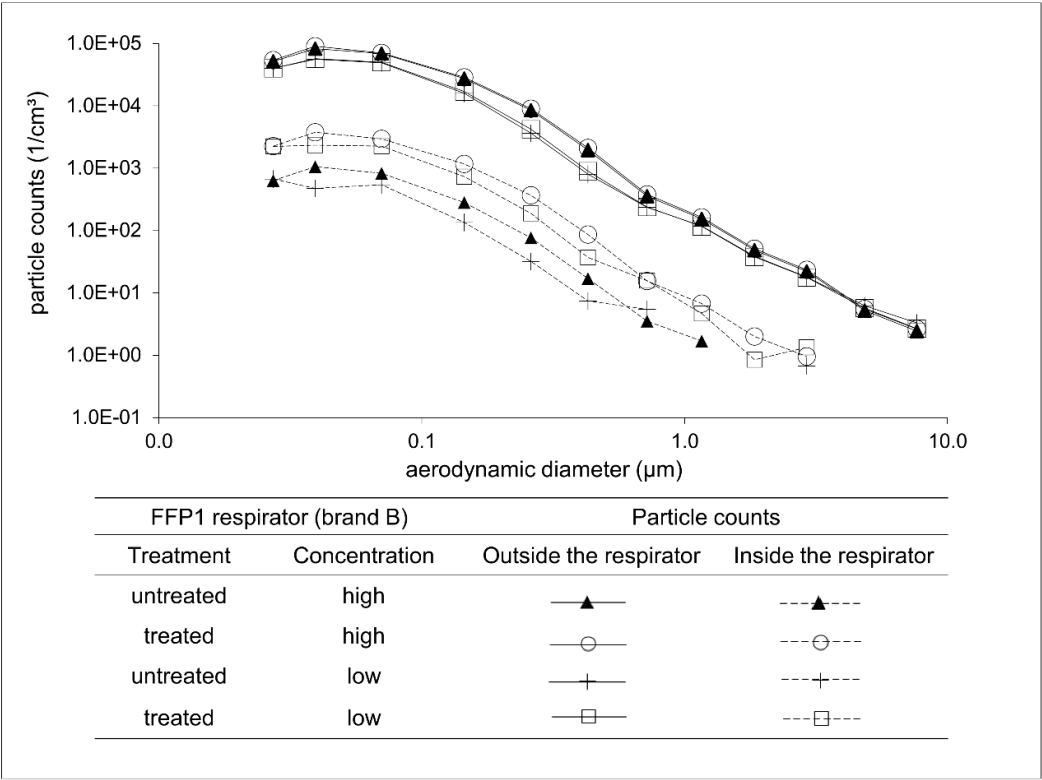 1.0E+05
1.0E+04
1.0E+03
1.0E+02
1.0E+01
1.0E+00
1.0E-01
particle counts (1/cm³)
0.0 0.1 1.0 10.0
aerodynamic diameter (µm)
FFP1 respirator (brand B) Particle counts
Treatment Concentration Outside the respirator Inside the respirator
untreated high
treated high
untreated low
treated low